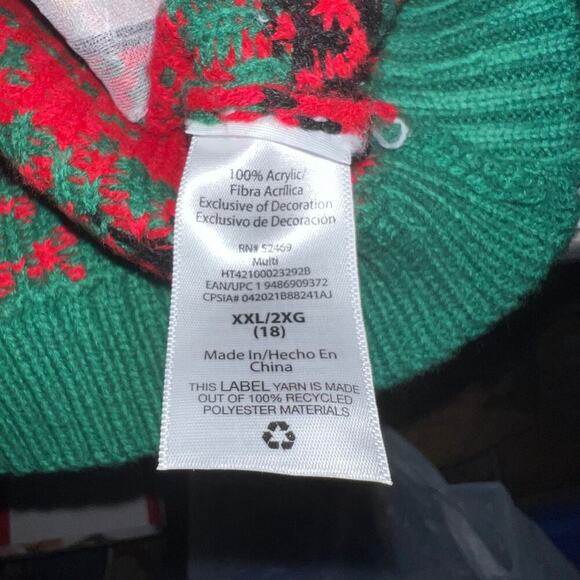 100% Acrylic/
Fibra Acrílica
Exclusive of Decoration
Exclusivo de Decoración
RN# 52469
Multi
HT42100023292B
EAN/UPC 1 9486909372
CPSIA# 042021B88241AJ
XXL/2XG
(18)
Made In/Hecho En
China
THIS LABEL YARN IS MADE
OUT OF 100% RECYCLED
POLYESTER MATERIALS